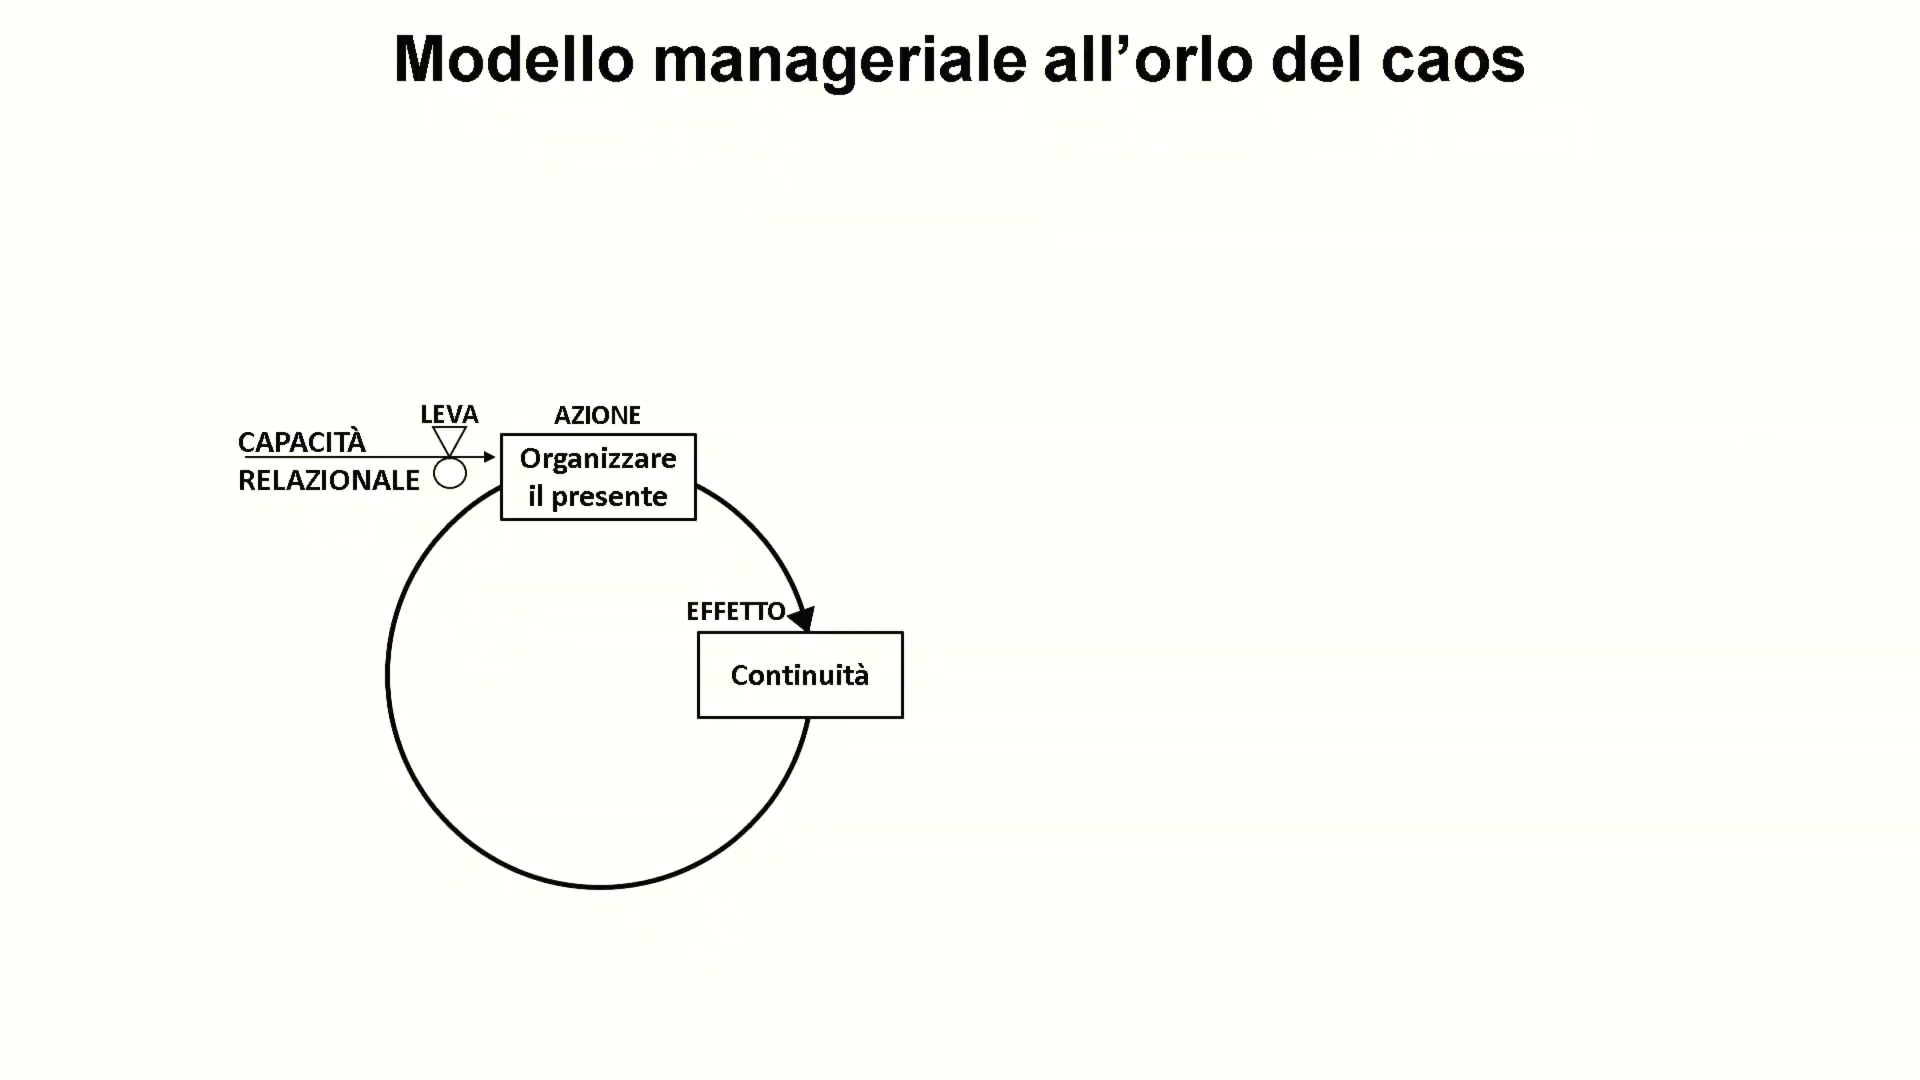 Modello manageriale all’orlo del caos
LEVA
AZIONE
CAPACITÀ
RELAZIONALE
Organizzare
il presente
EFFETTO
Continuità